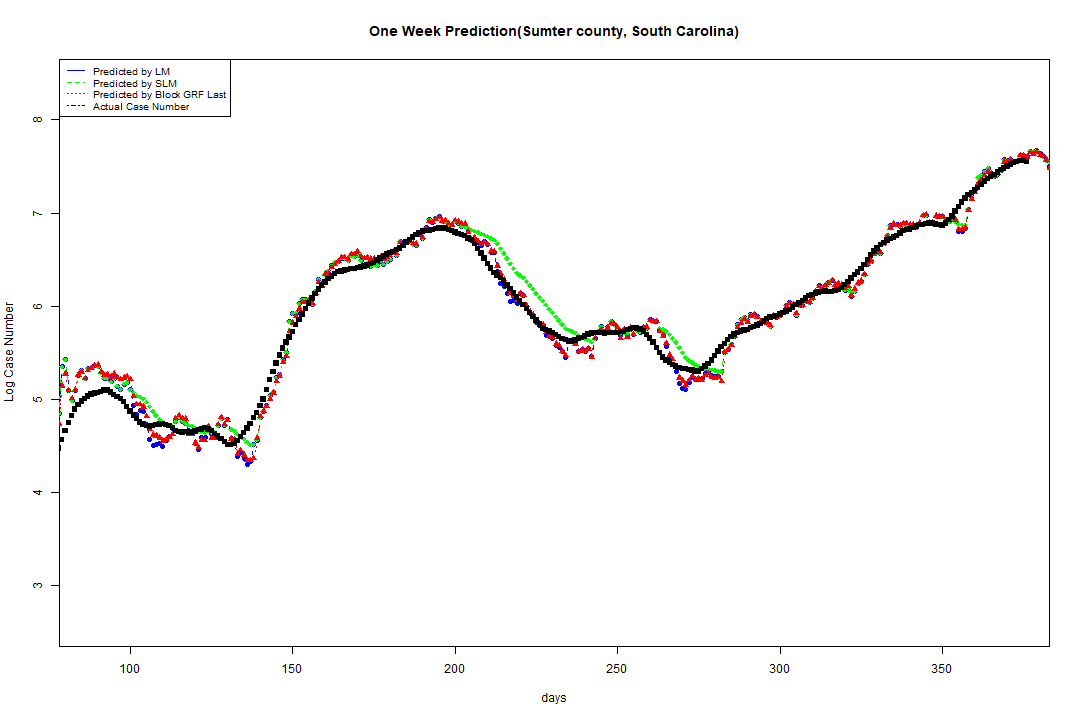 One Week Prediction(Sumter county, South Carolina)
Predicted by LM
Predicted by SLM
Predicted by Block GRF Last
Actual Case Number
Log Case Number
8
7
6
5
4
3
100 150 200 250 300 350
days